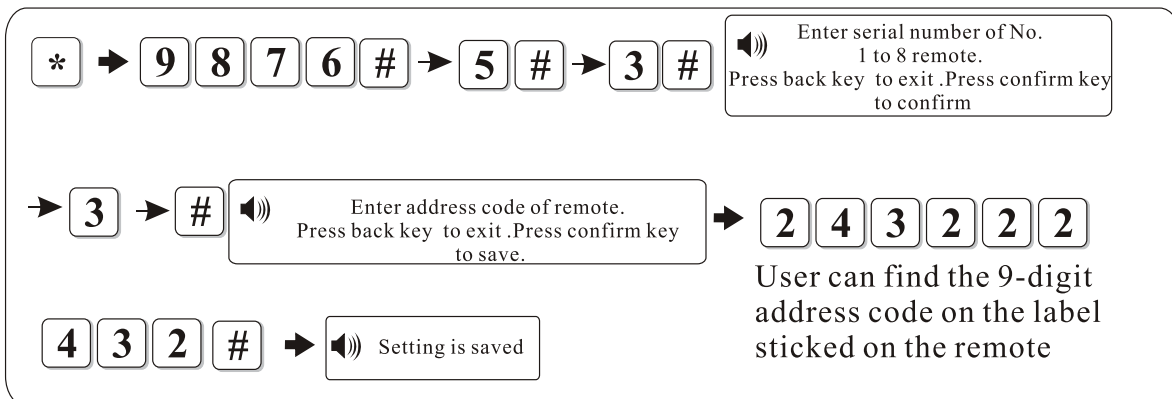 * 9 8 7 6 # 5 # 3 #
Enter serial number of No.
1 to 8 remote.
Press back key to exit .Press confirm key
to confirm
3 #
Enter address code of remote.
Press back key to exit .Press confirm key
to save.
2 4 3 2 2 2
User can find the 9-digit
address code on the label
sticked on the remote
4 3 2 #
Setting is saved